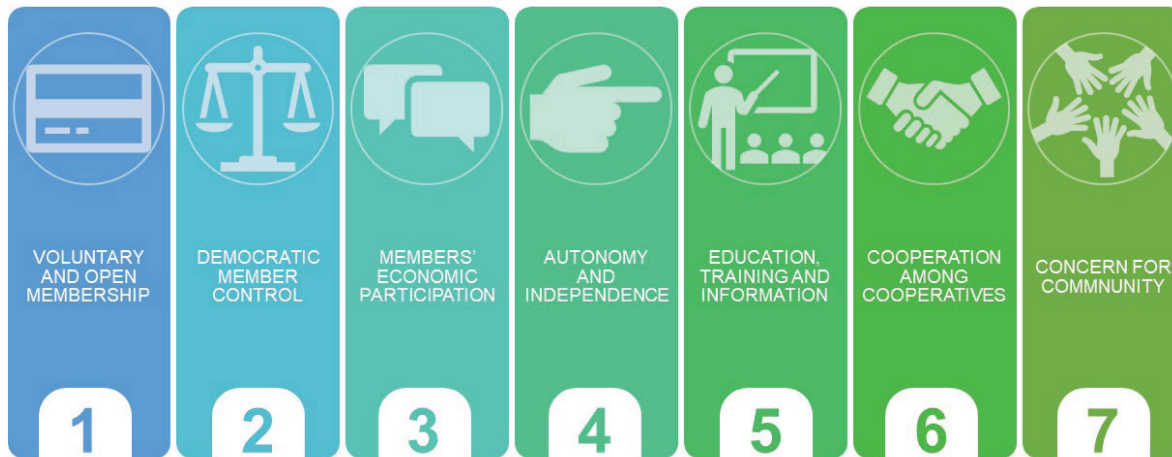 VOLUNTARY
AND OPEN
MEMBERSHIP
1
DEMOCRATIC
MEMBER
CONTROL
2
MEMBERS'
ECONOMIC
PARTICIPATION
3
AUTONOMY
AND
INDEPENDENCE
4
EDUCATION,
TRAINING AND
INFORMATION
5
COOPERATION
AMONG
COOPERATIVES
6
CONCERN FOR
COMMNUNITY
7